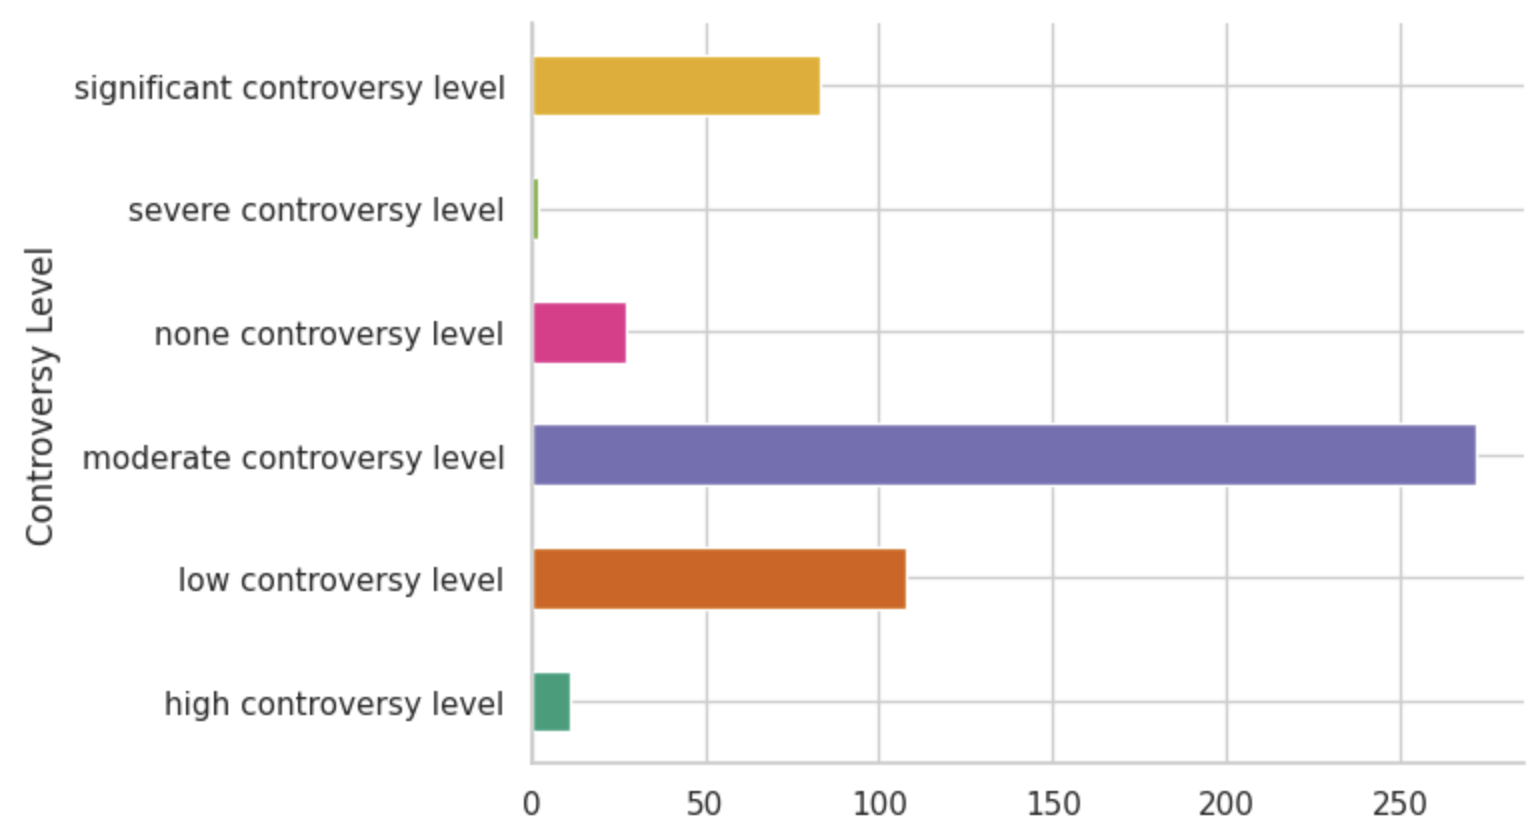 Controversy Level
significant controversy level
severe controversy level
none controversy level
moderate controversy level
low controversy level
high controversy level
0 50 100 150 200 250